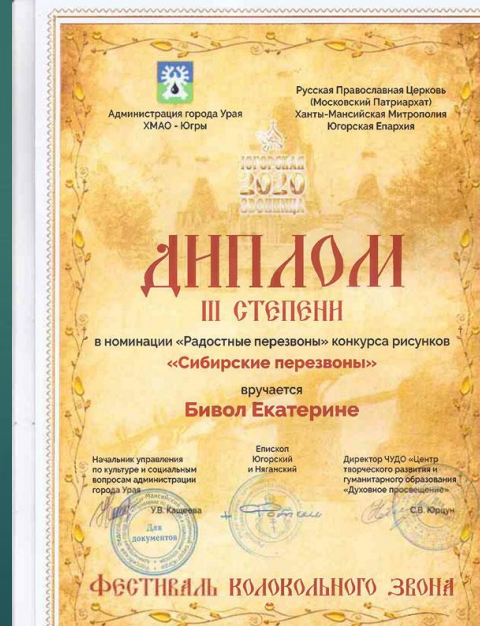 Администрация города Урая
ХМАО - Югры
Русская Православная Церковь
(Московский Патриархат)
Ханты-Мансийская Митрополия
Югорская Епархия
ЮГОРСКАЯ
2020
ЗВОННИЦА
ДИПЛОМ
III СТЕПЕНИ
в номинации «Радостные перезвоны» конкурса рисунков
«Сибирские перезвоны»
вручается
Бивол Екатерине
Начальник управления
по культуре и социальным
вопросам администрации
города Урая
У.В. Кащеева
Епископ
Югорский
и Няганский
Директор ЧУДО «Центр
творческого развития и
гуманитарного образования
«Духовное просвещение»
С.В. Юрцун
Для
документов
ФЕСТИВАЛЬ КОЛОКОЛЬНОГО ЗВОНА